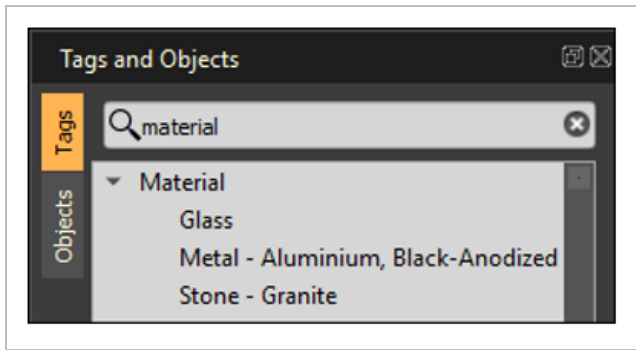 Tags and Objects
Tags
material
Objects
Material
Glass
Metal - Aluminium, Black-Anodized
Stone - Granite